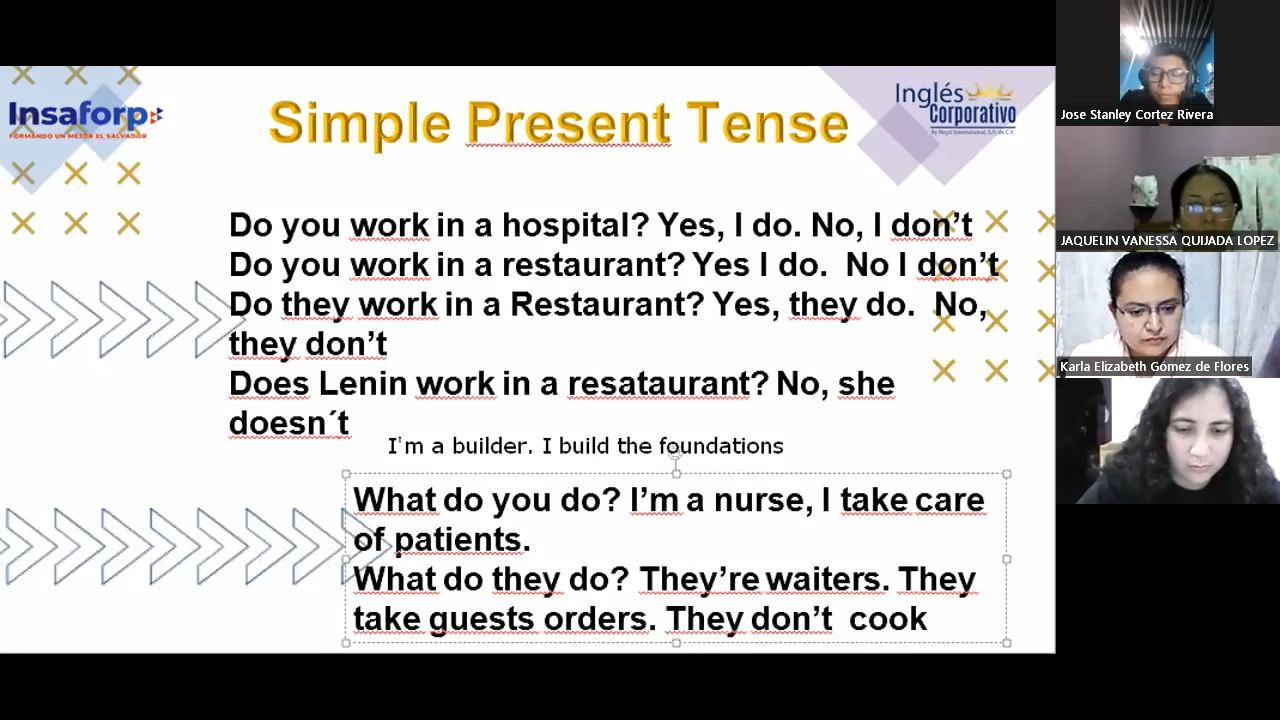 Insaforp
FORMANDO UN MEJOR EL SALVADOR
Simple Present Tense
Inglés
Corporativo
Do you work in a hospital? Yes, I do. No, I don’t
Do you work in a restaurant? Yes I do.  No I don’t
Do they work in a Restaurant? Yes, they do.  No,
they don’t
Does Lenin work in a resataurant? No, she
doesn´t
I'm a builder. I build the foundations
What do you do? I’m a nurse, I take care
of patients.
What do they do? They’re waiters. They
take guests orders. They don’t  cook
Jose Stanley Cortez Rivera
JAQUELIN VANESSA QUIJADA LOPEZ
Karla Elizabeth Gómez de Flores